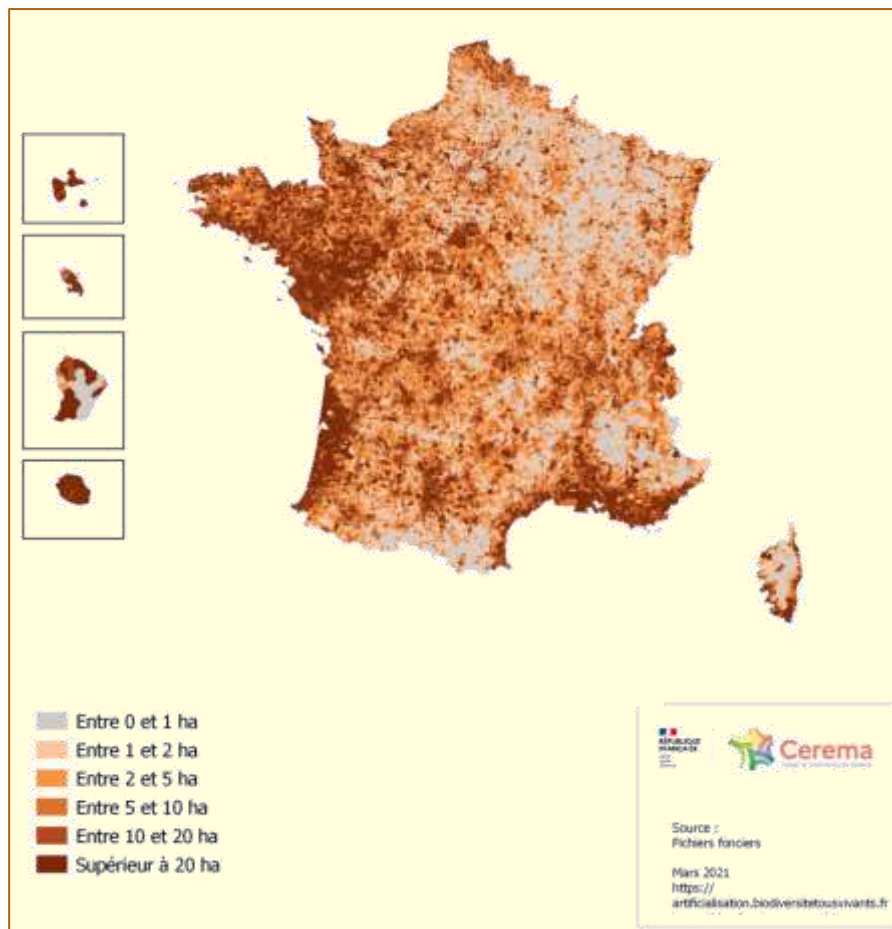 Entre 0 et 1 ha
Entre 1 et 2 ha
Entre 2 et 5 ha
Entre 5 et 10 ha
Entre 10 et 20 ha
Supérieur à 20 ha
RÉPUBLIQUE
FRANÇAISE
Cerema
Source :
Fichiers fonciers
Mars 2021
https://
artificialisation.biodiversitetousvivants.fr